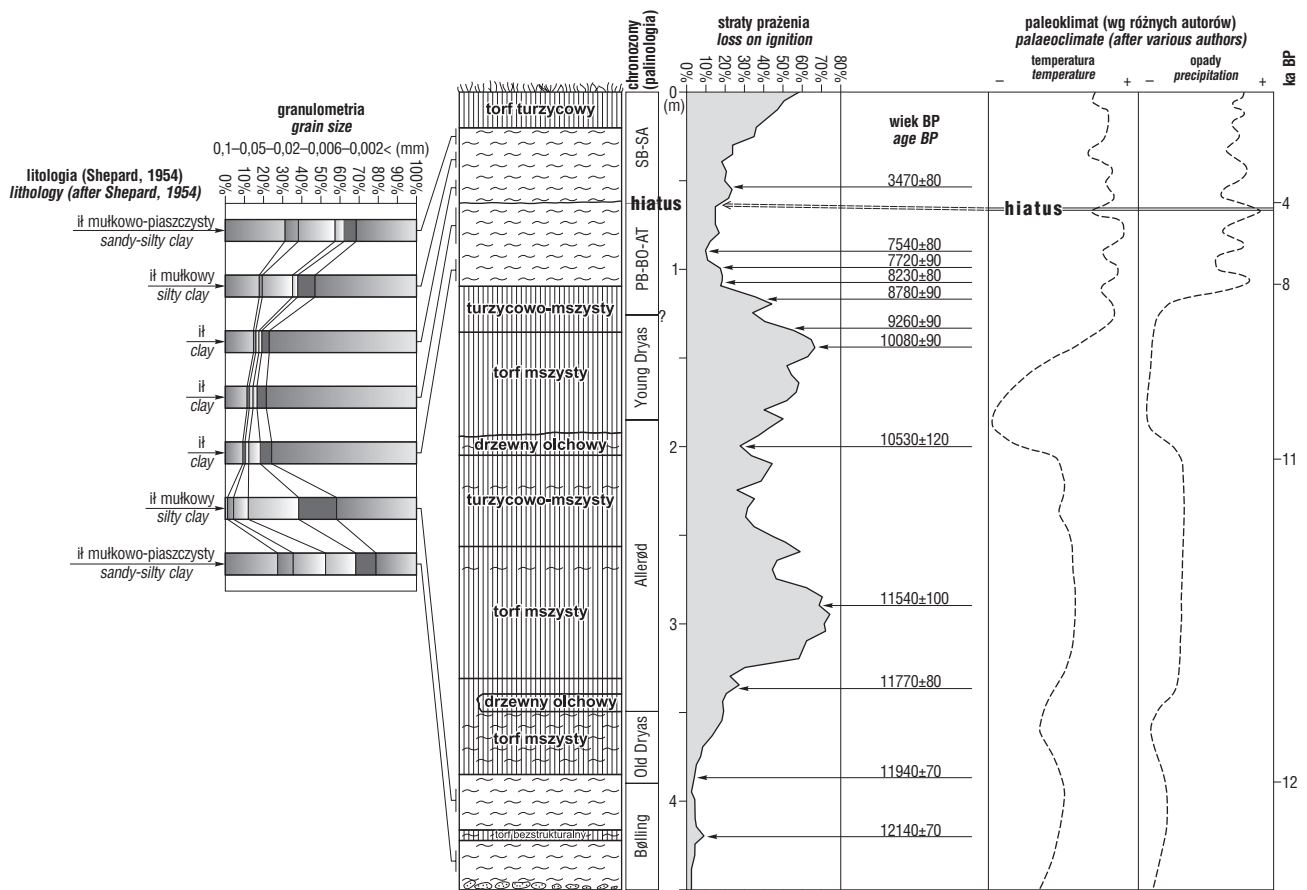 granulometria
grain size
0,1–0,05–0,02–0,006–0,002< (mm)
0% 10% 20% 30% 40% 50% 60% 70% 80% 90% 100%
litologia (Shepard, 1954)
lithology (after Shepard, 1954)
ił mułkowo-piaszczysty
sandy-silty clay
ił mułkowy
silty clay
ił
clay
ił
clay
ił
clay
ił mułkowy
silty clay
ił mułkowo-piaszczysty
sandy-silty clay
torf turzycowy
turzycowo-mszysty
torf mszysty
drzewny olchowy
turzycowo-mszysty
torf mszysty
drzewny olchowy
torf mszysty
torf bezstrukturalny
chronozony
(palinologia)
SB-SA
hiatus
PB-BO-AT
?
Young Dryas
Allerød
Old Dryas
Bølling
straty prażenia
loss on ignition
0% 10% 20% 30% 40% 50% 60% 70% 80%
0
(m)
1
2
3
4
wiek BP
age BP
3470±80
7540±80
7720±90
8230±80
8780±90
9260±90
10080±90
10530±120
11540±100
11770±80
11940±70
12140±70
paleoklimat (wg różnych autorów)
palaeoclimate (after various authors)
temperatura
temperature
– +
opady
precipitation
– +
hiatus
ka BP
4
8
11
12